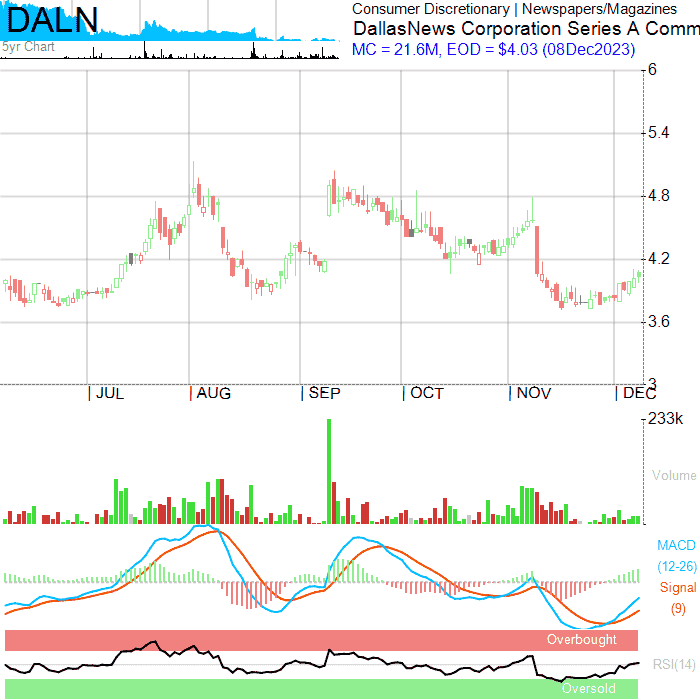 DALN
5yr Chart
Consumer Discretionary | Newspapers/Magazines
DallasNews Corporation Series A Comm
MC = 21.6M, EOD = $4.03 (08Dec2023)
6
5.4
4.8
4.2
3.6
3
JUL
AUG
SEP
OCT
NOV
DEC
233k
Volume
MACD
(12-26)
Signal
(9)
Overbought
RSI(14)
Oversold